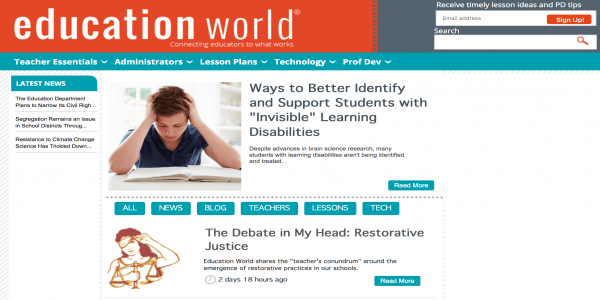 education world®
Connecting educators to what works
Receive timely lesson ideas and PD tips
Email address
Sign Up!
Search
Teacher Essentials
Administrators
Lesson Plans
Technology
Prof Dev
LATEST NEWS
The Education Department
Plans to Narrow Its Civil Righ...
Segregation Remains an Issue
in School Districts Throug...
Resistance to Climate Change
Science Has Trickled Down...
Ways to Better Identify
and Support Students with
"Invisible" Learning
Disabilities
Despite advances in brain science research, many
students with learning disabilities aren't being identified
and treated.
Read More
ALL
NEWS
BLOG
TEACHERS
LESSONS
TECH
The Debate in My Head: Restorative
Justice
Education World shares the "teacher's conundrum" around the
emergence of restorative practices in our schools.
2 days 18 hours ago
Read More